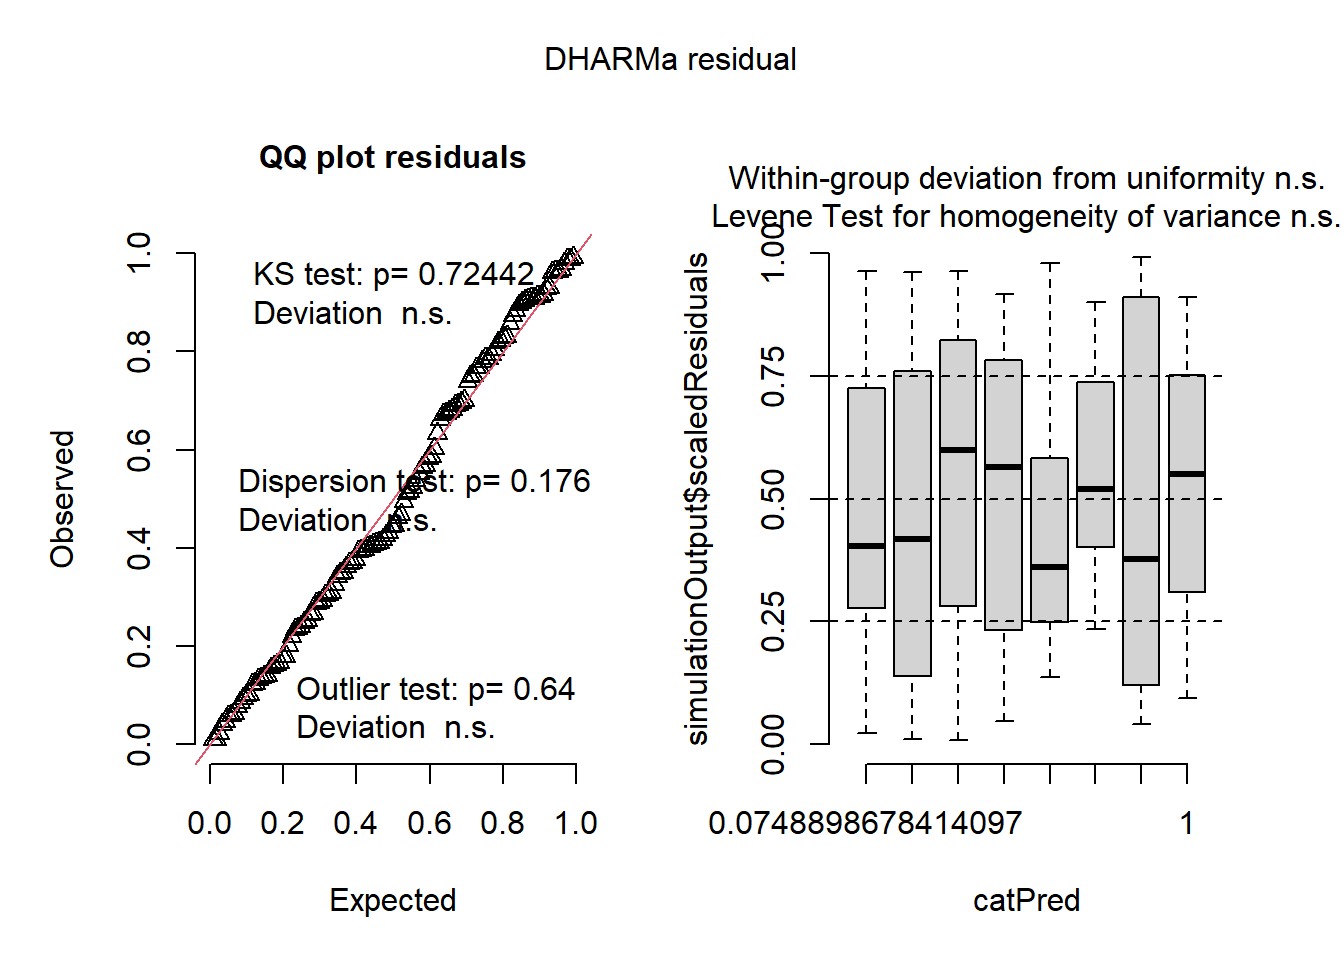 DHARMa residual
QQ plot residuals
KS test: p= 0.72442
Deviation  n.s.
Dispersion test: p= 0.176
Deviation  n.s.
Outlier test: p= 0.64
Deviation  n.s.
Observed
0.0 0.2 0.4 0.6 0.8 1.0
0.0 0.2 0.4 0.6 0.8 1.0
Expected
Within-group deviation from uniformity n.s.
Levene Test for homogeneity of variance n.s.
simulationOutput$scaledResiduals
0.00 0.25 0.50 0.75 1.00
0.0748898678414097 1
catPred